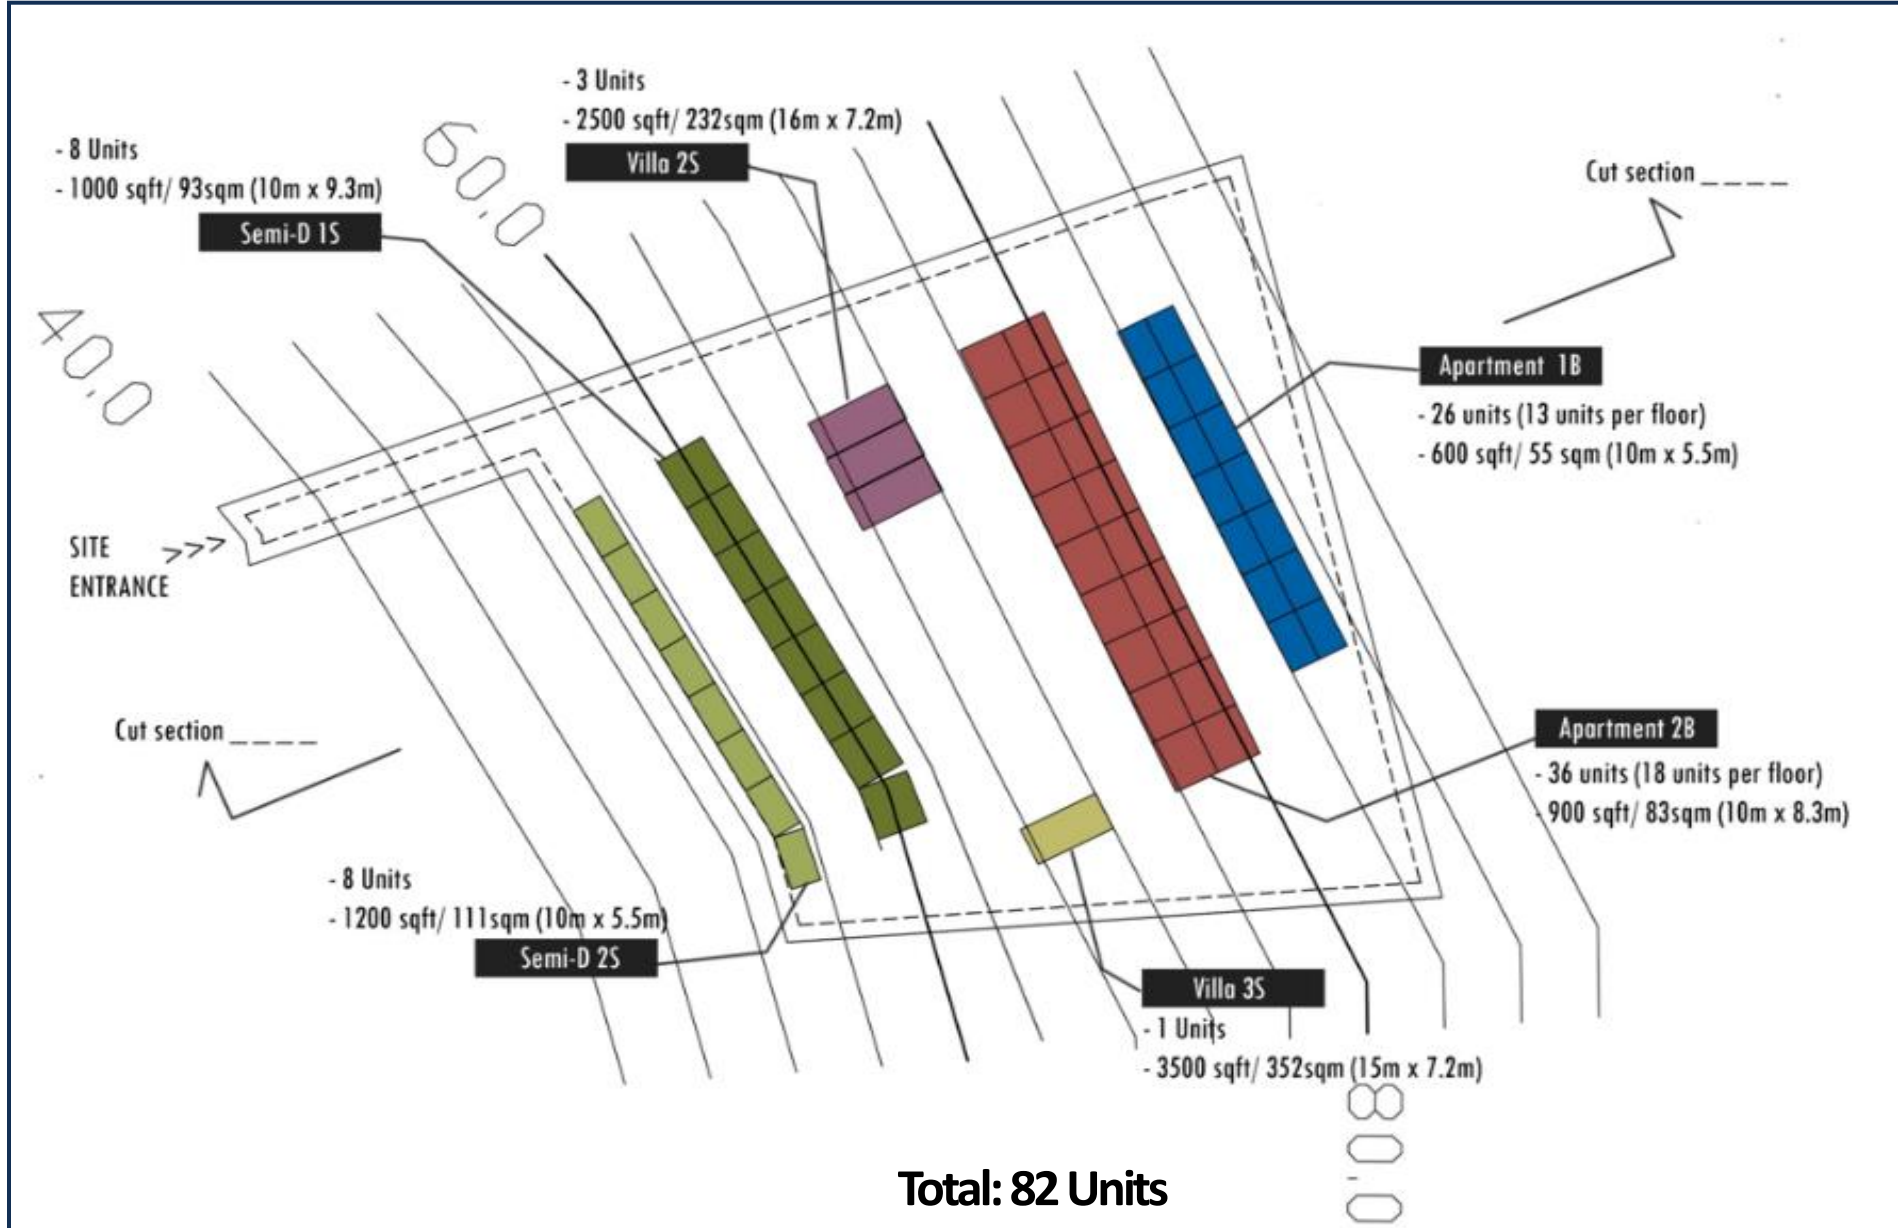 - 3 Units
- 2500 sqft/ 232sqm (16m x 7.2m)
Villa 2S
- 8 Units
- 1000 sqft/ 93sqm (10m x 9.3m)
Semi-D 1S
60.0
40.0
Cut section _ _ _ _
Apartment 1B
- 26 units (13 units per floor)
- 600 sqft/ 55 sqm (10m x 5.5m)
SITE
ENTRANCE
>>>
Cut section _ _ _ _
Apartment 2B
- 36 units (18 units per floor)
- 900 sqft/ 83sqm (10m x 8.3m)
- 8 Units
- 1200 sqft/ 111sqm (10m x 5.5m)
Semi-D 2S
Villa 3S
- 1 Units
- 3500 sqft/ 352sqm (15m x 7.2m)
80.0
Total: 82 Units